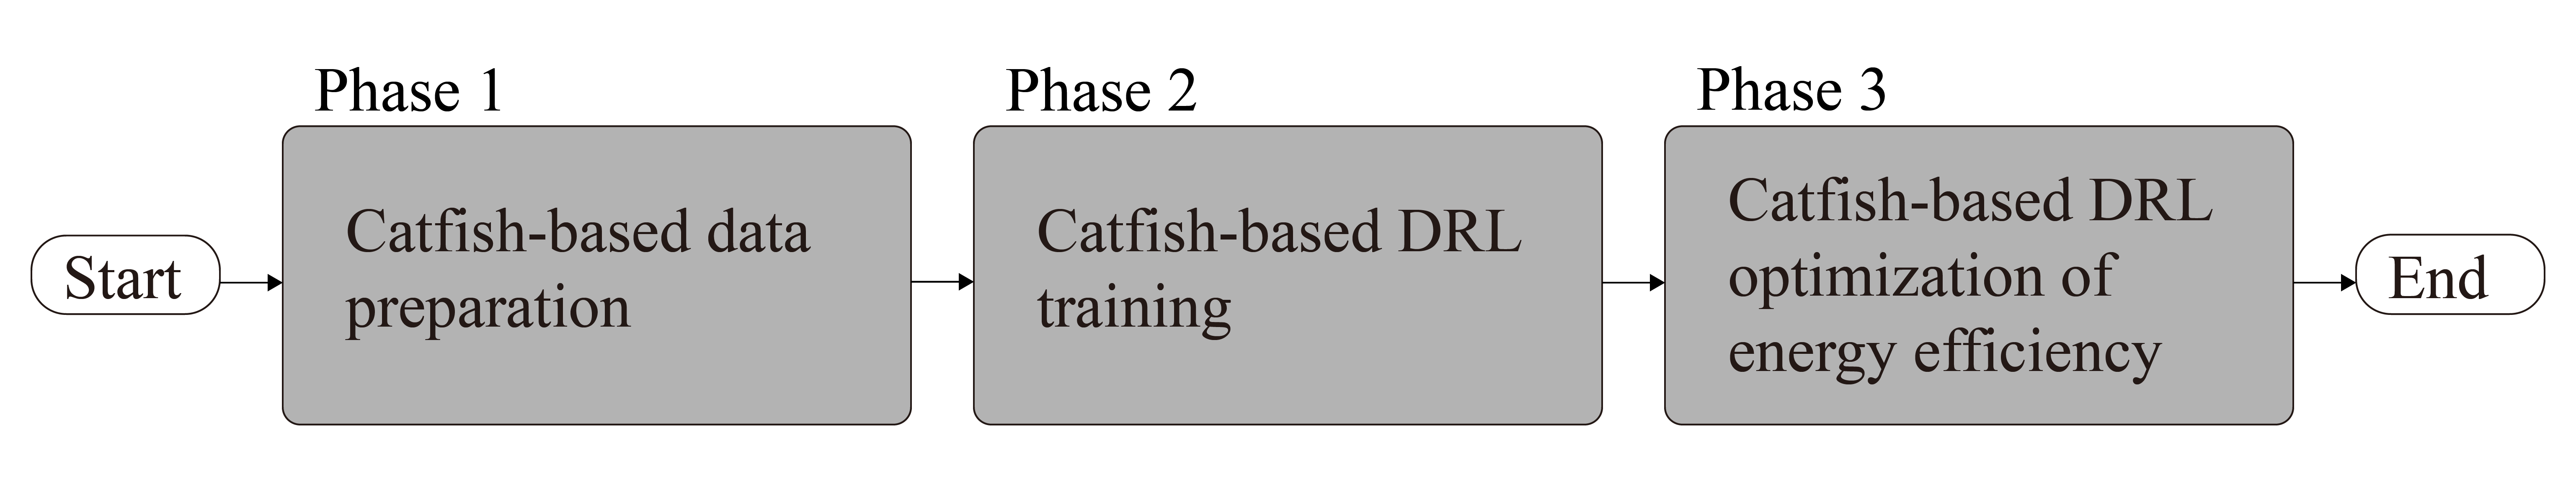 Phase 1
Phase 2
Phase 3
Start
Catfish-based data
preparation
Catfish-based DRL
training
Catfish-based DRL
optimization of
energy efficiency
End